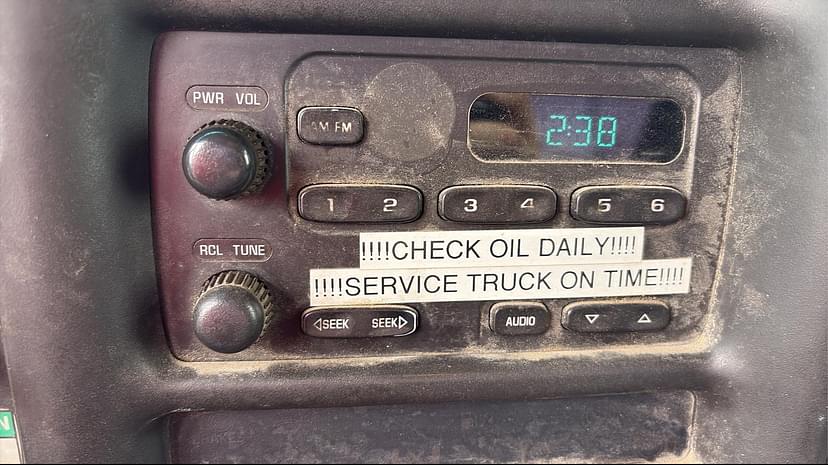 PWR VOL
AM FM
2:38
1 2 3 4 5 6
RCL TUNE
!!!!CHECK OIL DAILY!!!!
!!!!SERVICE TRUCK ON TIME!!!!
SEEK SEEK
AUDIO
N